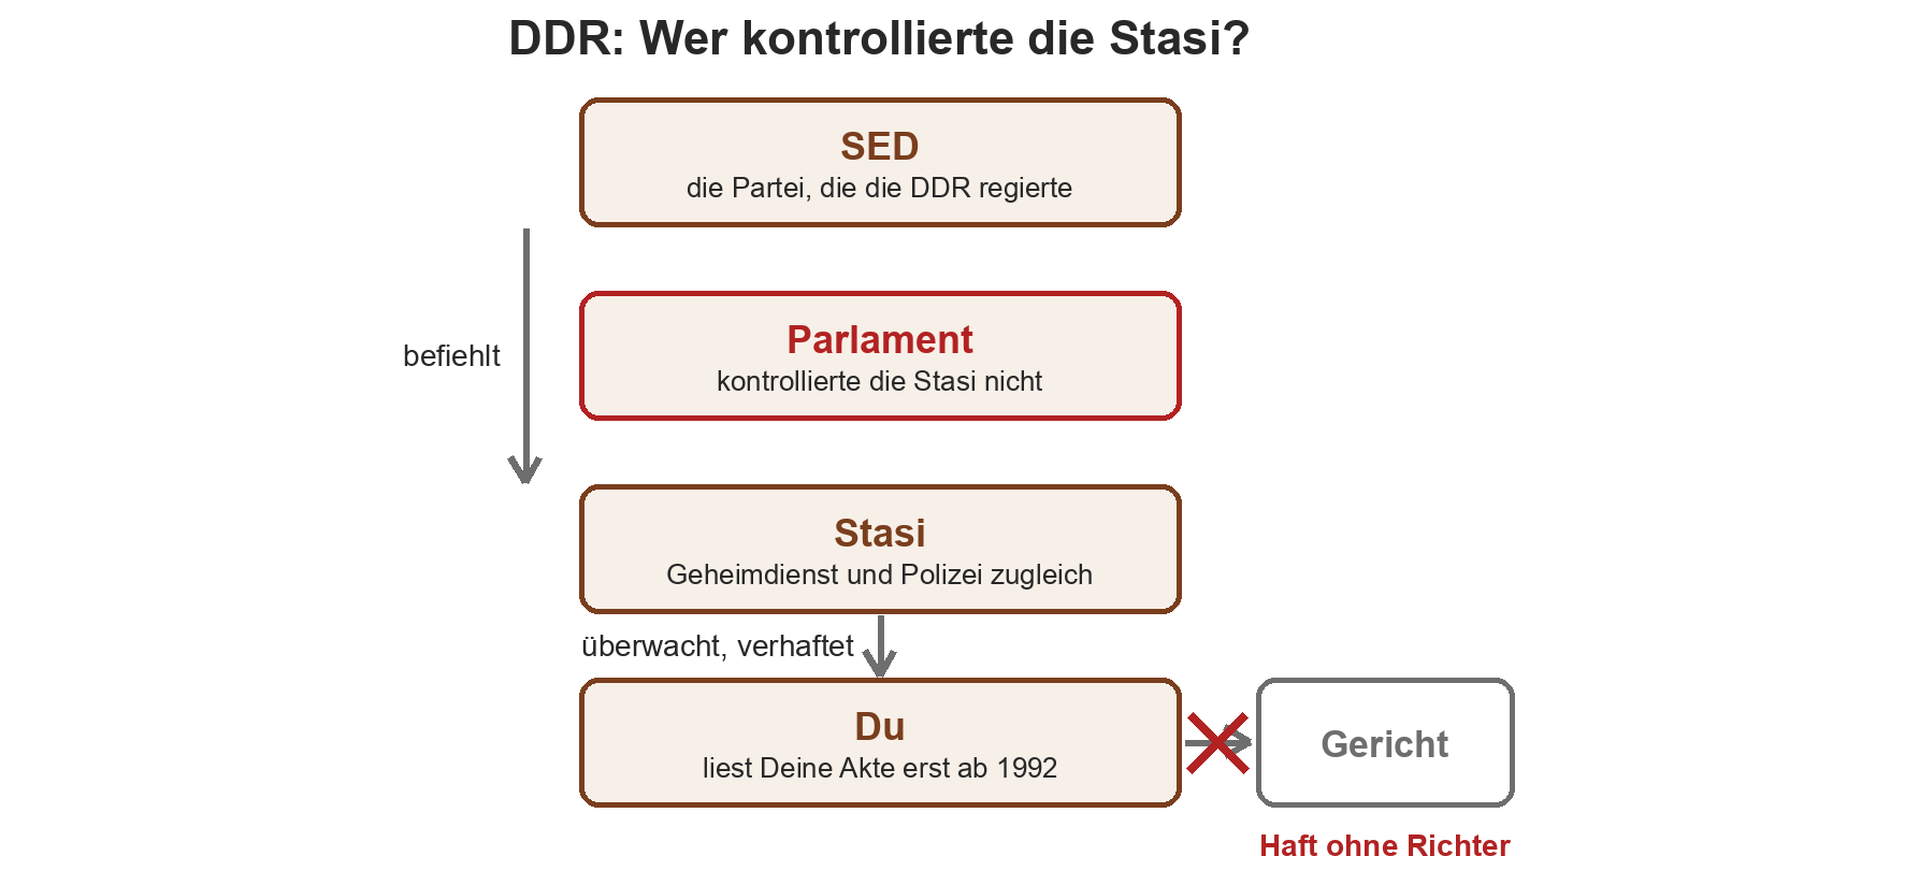 DDR: Wer kontrollierte die Stasi?
SED
die Partei, die die DDR regierte
befiehlt
Parlament
kontrollierte die Stasi nicht
Stasi
Geheimdienst und Polizei zugleich
überwacht, verhaftet
Du
liest Deine Akte erst ab 1992
Gericht
Haft ohne Richter